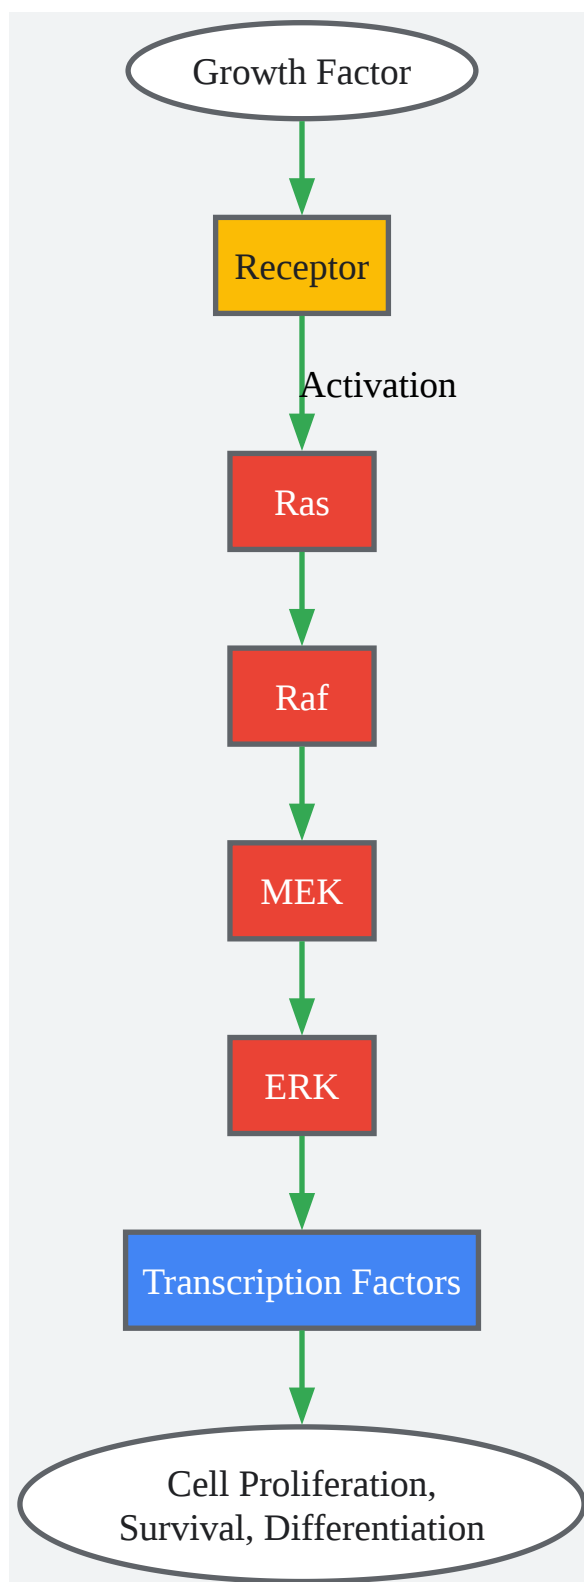 Growth Factor
Receptor
Activation
Ras
Raf
MEK
ERK
Transcription Factors
Cell Proliferation,
Survival, Differentiation